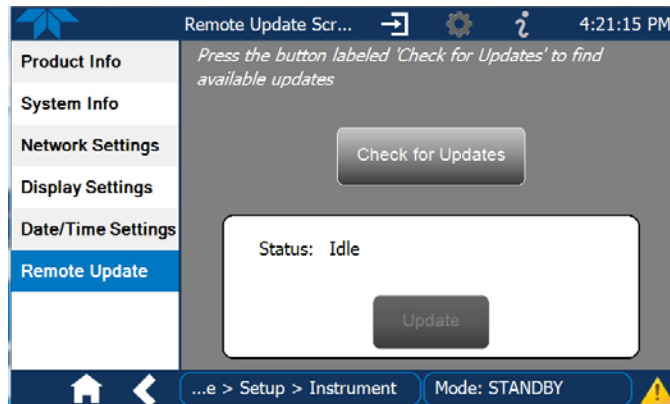 Remote Update Scr...
4:21:15 PM
Product Info
System Info
Network Settings
Display Settings
Date/Time Settings
Remote Update
Press the button labeled 'Check for Updates' to find
available updates
Check for Updates
Status: Idle
Update
...e > Setup > Instrument
Mode: STANDBY